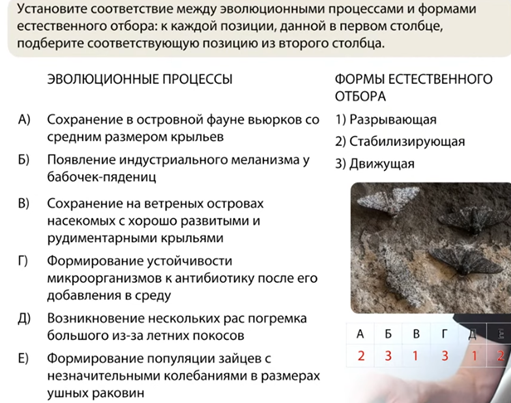 Установите соответствие между эволюционными процессами и формами
естественного отбора: к каждой позиции, данной в первом столбце,
подберите соответствующую позицию из второго столбца.
ЭВОЛЮЦИОННЫЕ ПРОЦЕССЫ
А) Сохранение в островной фауне вьюрков со
средним размером крыльев
Б) Появление индустриального меланизма у
бабочек-пядениц
В) Сохранение на ветреных островах
насекомых с хорошо развитыми и
рудиментарными крыльями
Г) Формирование устойчивости
микроорганизмов к антибиотику после его
добавления в среду
Д) Возникновение нескольких рас погремка
большого из-за летних покосов
Е) Формирование популяции зайцев с
незначительными колебаниями в размерах
ушных раковин
ФОРМЫ ЕСТЕСТВЕННОГО
ОТБОРА
1) Разрывающая
2) Стабилизирующая
3) Движущая
А Б В Г Д
2 3 1 3 1